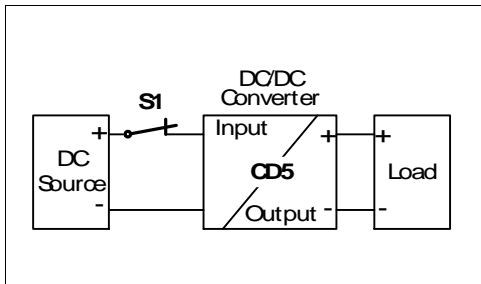 DC/DC
Converter
S1
+
Input
+
+
DC
Source
CD5
Load
-
Output
-
-